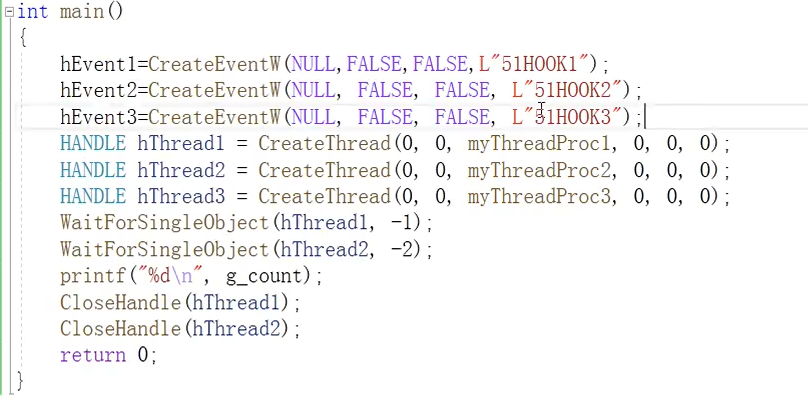 int main()
{
hEvent1=CreateEventW(NULL,FALSE,FALSE,L"51HOOK1");
hEvent2=CreateEventW(NULL, FALSE, FALSE, L"51HOOK2");
hEvent3=CreateEventW(NULL, FALSE, FALSE, L"51HOOK3");
HANDLE hThread1 = CreateThread(0, 0, myThreadProc1, 0, 0, 0);
HANDLE hThread2 = CreateThread(0, 0, myThreadProc2, 0, 0, 0);
HANDLE hThread3 = CreateThread(0, 0, myThreadProc3, 0, 0, 0);
WaitForSingleObject(hThread1, -1);
WaitForSingleObject(hThread2, -2);
printf("%d\n", g_count);
CloseHandle(hThread1);
CloseHandle(hThread2);
return 0;
}